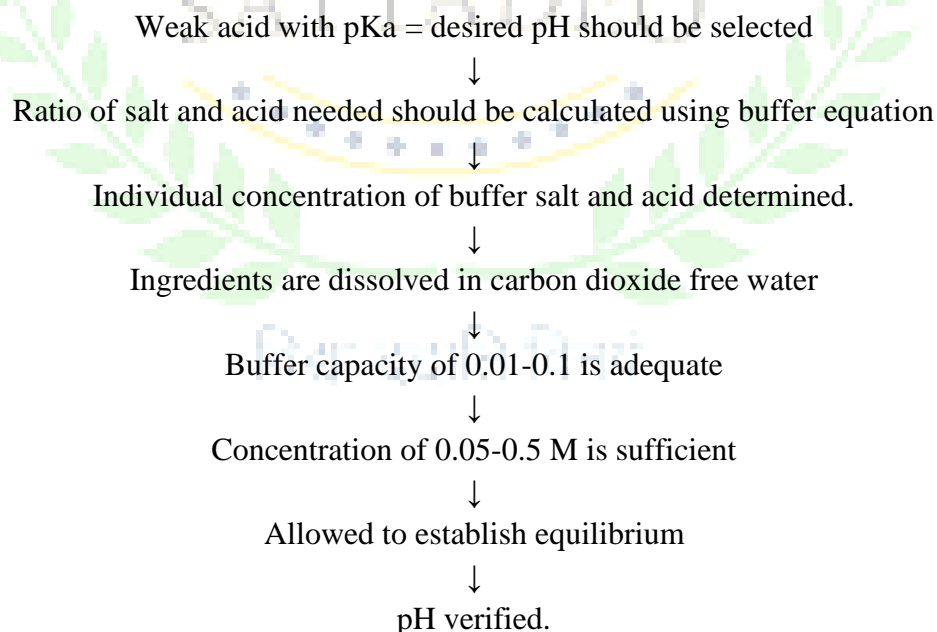 Weak acid with pKa = desired pH should be selected
↓
Ratio of salt and acid needed should be calculated using buffer equation
↓
Individual concentration of buffer salt and acid determined.
↓
Ingredients are dissolved in carbon dioxide free water
↓
Buffer capacity of 0.01-0.1 is adequate
↓
Concentration of 0.05-0.5 M is sufficient
↓
Allowed to establish equilibrium
↓
pH verified.